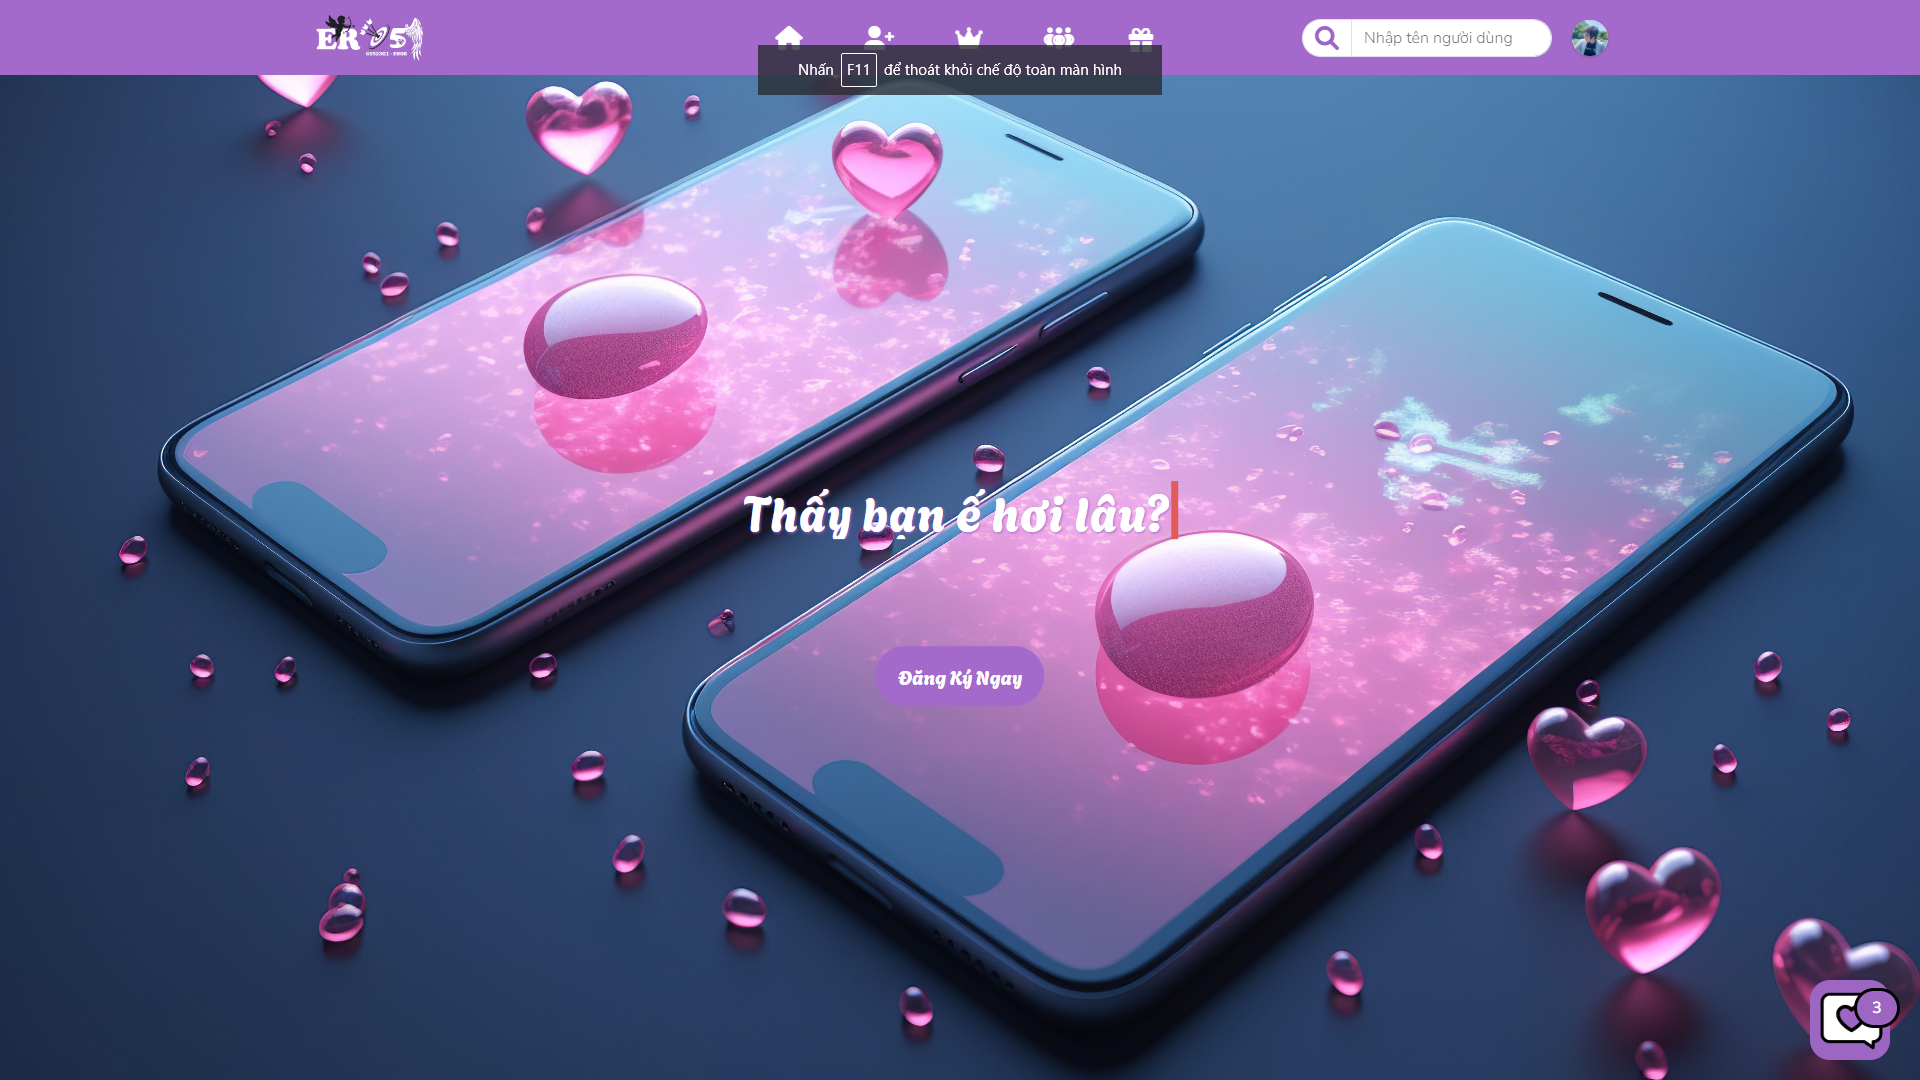 Nhập tên người dùng
Nhấn F11 để thoát khỏi chế độ toàn màn hình
Thấy bạn ế hơi lâu?
Đăng Ký Ngay
3